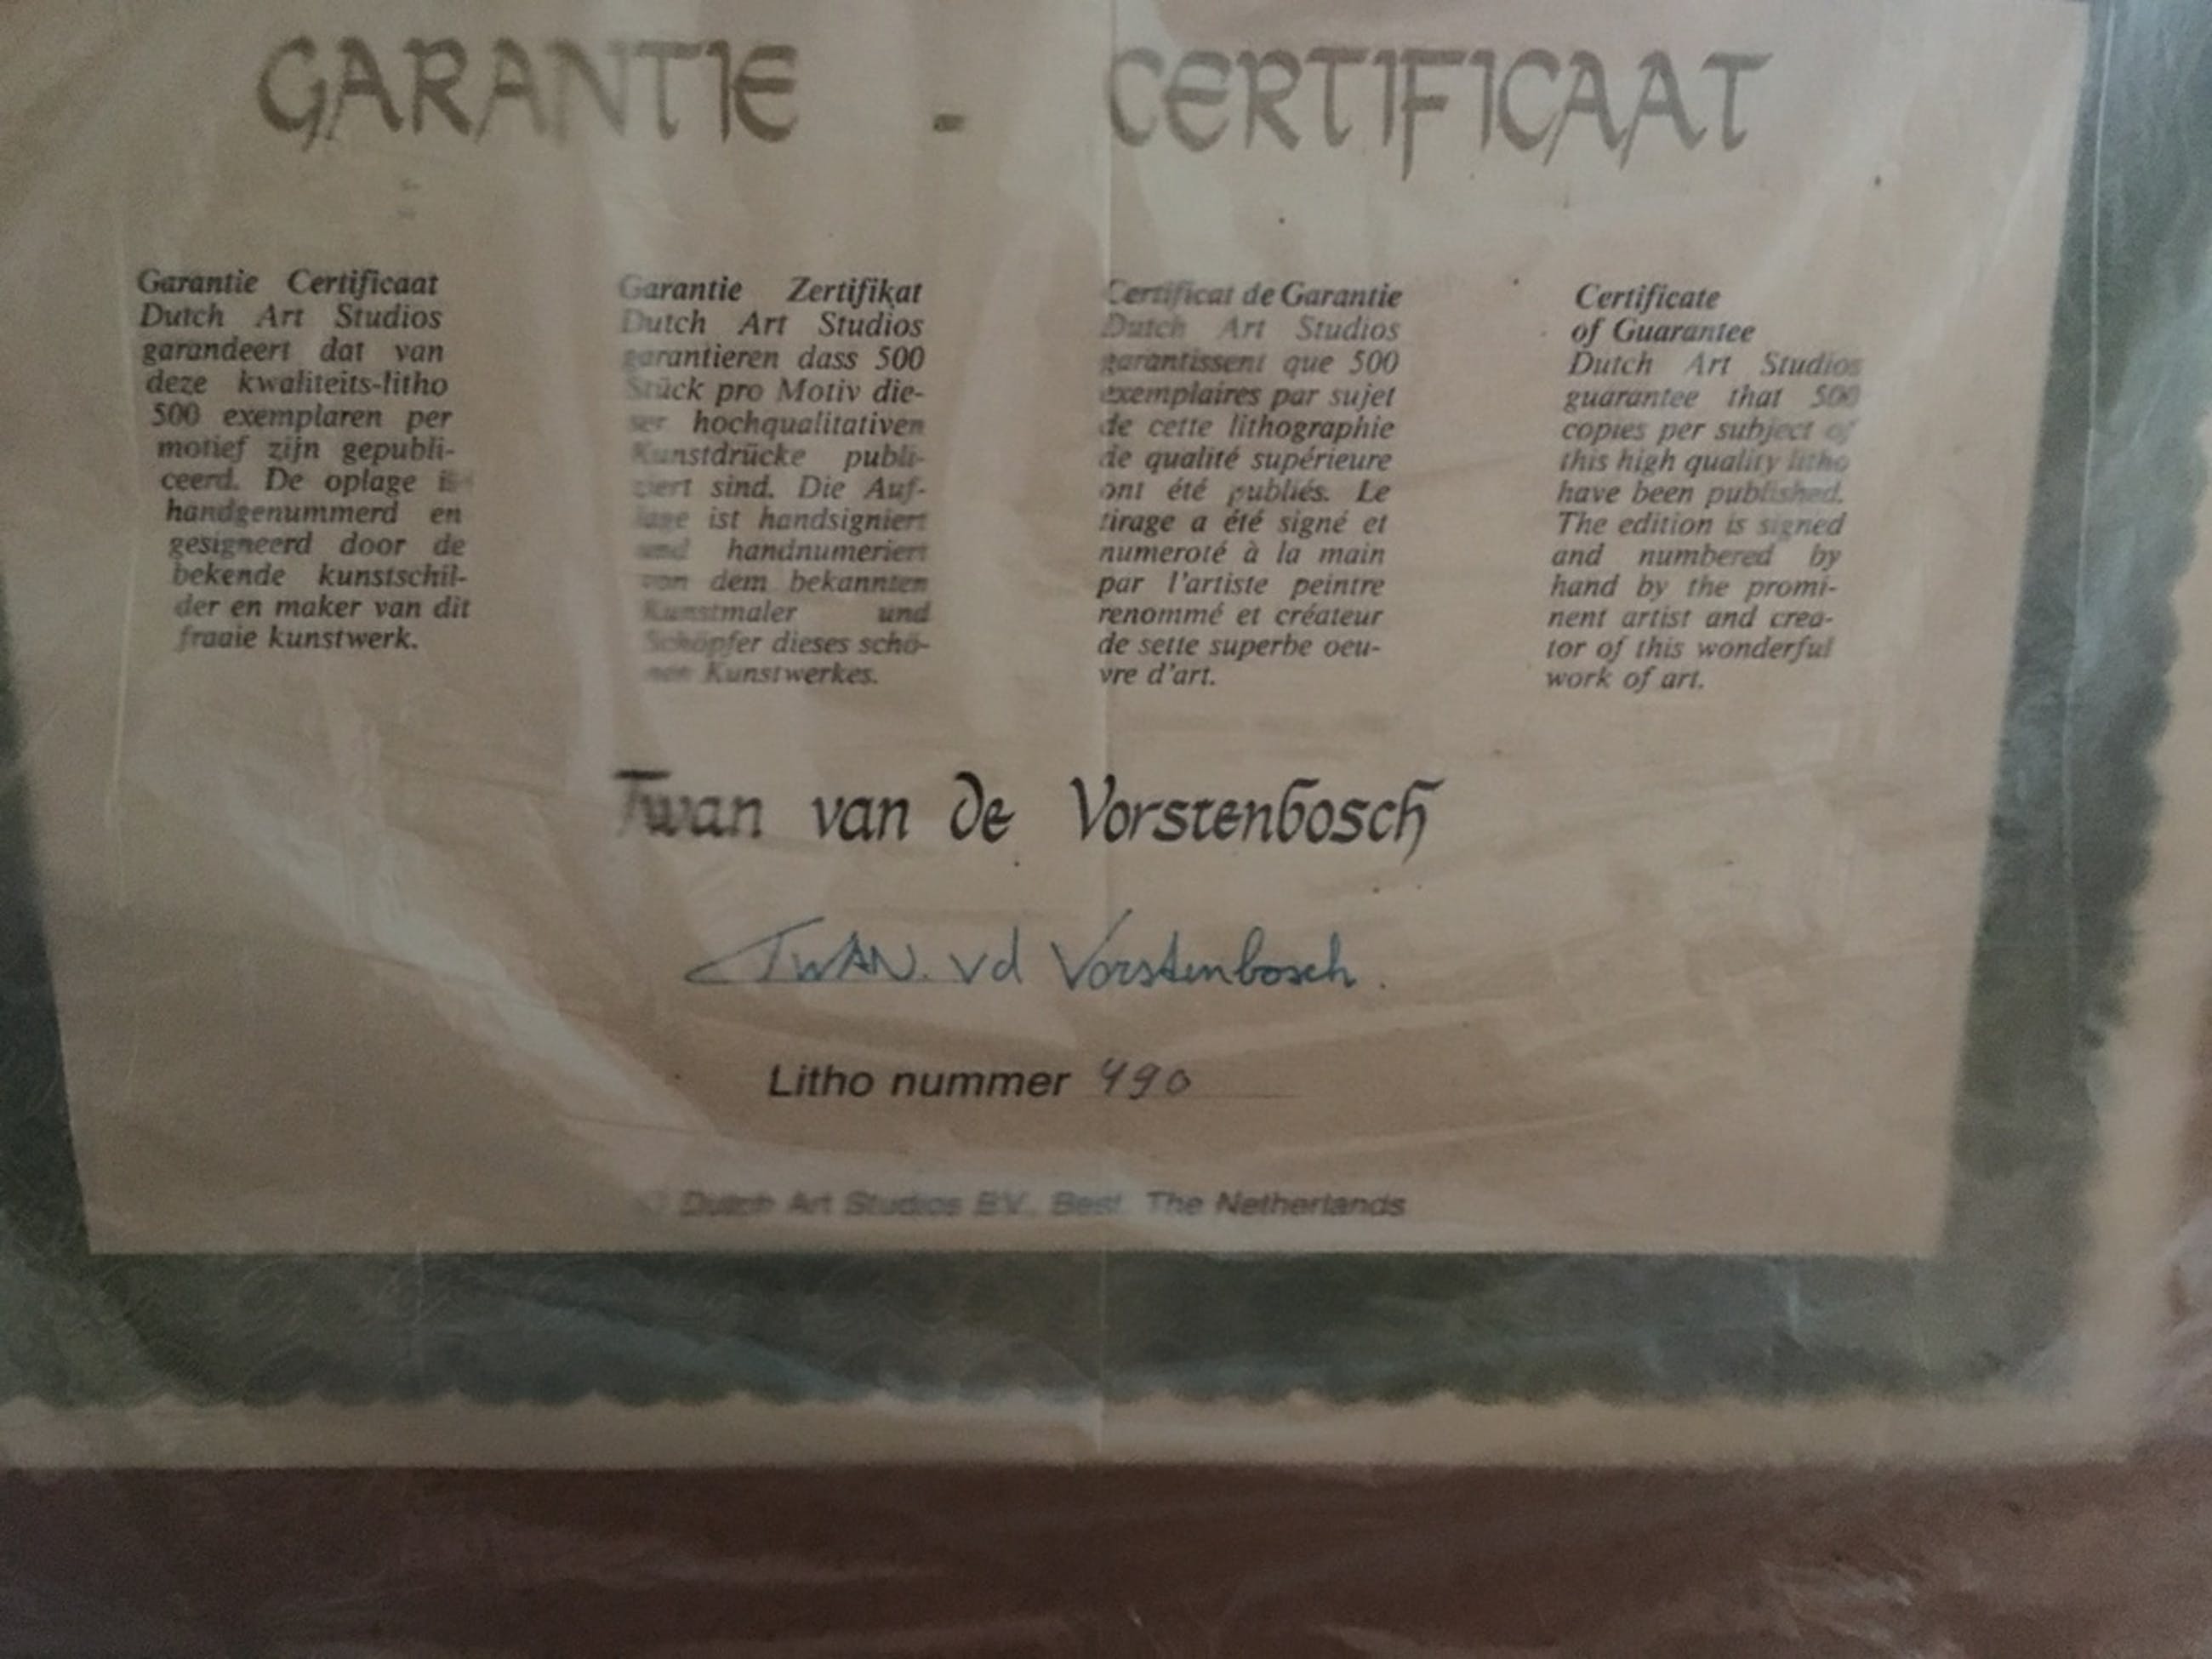 GARANTIE - CERTIFICAAT
Garantie Certificaat
Dutch Art Studios
garandeert dat van
deze kwaliteits-litho
500 exemplaren per
motief zijn gepubli-
ceerd. De oplage is
handgenummerd en
gesigneerd door de
bekende kunstschil-
der en maker van dit
fraaie kunstwerk.
Garantie Zertifikat
Dutch Art Studios
garantieren dass 500
Stück pro Motiv die-
ser hochqualitativen
Kunstdrücke publi-
ziert sind. Die Auf-
lage ist handsigniert
und handnumeriert
von dem bekannten
Kunstmaler und
Schöpfer dieses schö-
nen Kunstwerkes.
Certificat de Garantie
Dutch Art Studios
garantissent que 500
exemplaires par sujet
de cette lithographie
de qualité supérieure
ont été publiés. Le
tirage a été signé et
numeroté à la main
par l'artiste peintre
renommé et créateur
de sette superbe oeu-
vre d'art.
Certificate
of Guarantee
Dutch Art Studios
guarantee that 500
copies per subject of
this high quality litho
have been published.
The edition is signed
and numbered by
hand by the promi-
nent artist and crea-
tor of this wonderful
work of art.
Twan van de Vorstenbosch
TWAN. vd Vorstenbosch.
Litho nummer 490
© Dutch Art Studios B.V. Best. The Netherlands